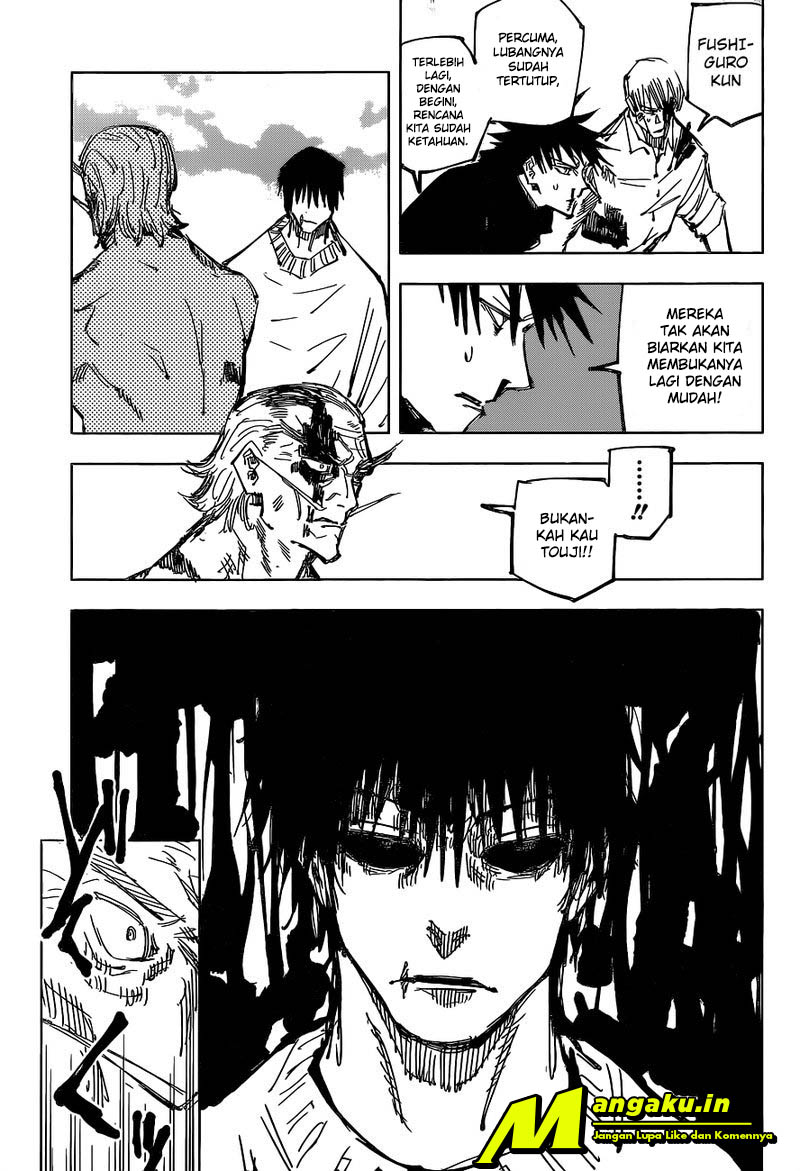 FUSHI-
GURO
KUN
PERCUMA,
LUBANGNYA
SUDAH
TERTUTUP,
TERLEBIH
LAGI,
DENGAN
BEGINI,
RENCANA
KITA SUDAH
KETAHUAN.
MEREKA
TAK AKAN
BIARKAN KITA
MEMBUKANYA
LAGI DENGAN
MUDAH!
......!!
BUKAN-
KAH KAU
TOUJI!!
Mangaku.in
Jangan Lupa Like dan Komennya